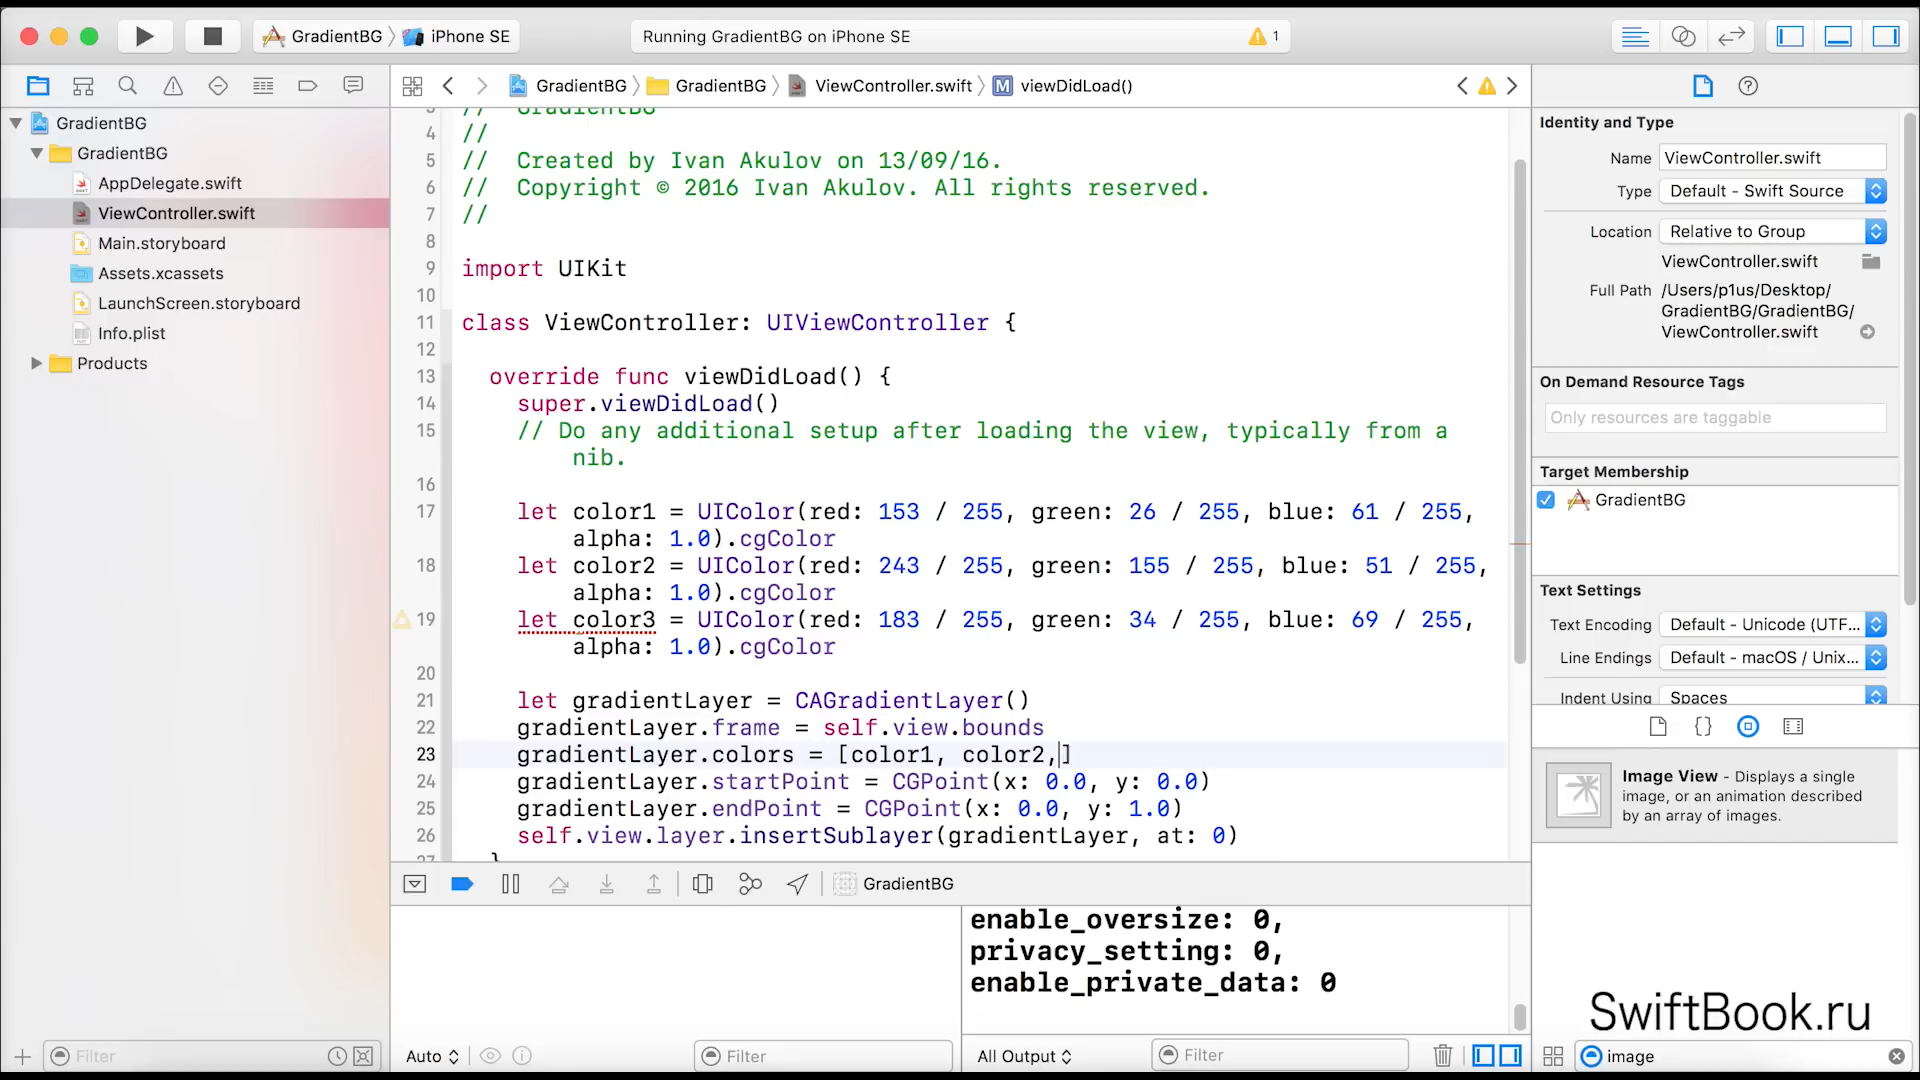 GradientBG
iPhone SE
Running GradientBG on iPhone SE
1
GradientBG
GradientBG
ViewController.swift
M
viewDidLoad()
GradientBG
GradientBG
AppDelegate.swift
ViewController.swift
Main.storyboard
Assets.xcassets
LaunchScreen.storyboard
Info.plist
Products
3 // GradientBG
4 //
5 // Created by Ivan Akulov on 13/09/16.
6 // Copyright © 2016 Ivan Akulov. All rights reserved.
7 //
8
9 import UIKit
10
11 class ViewController: UIViewController {
12
13 override func viewDidLoad() {
14 super.viewDidLoad()
15 // Do any additional setup after loading the view, typically from a
nib.
16
17 let color1 = UIColor(red: 153 / 255, green: 26 / 255, blue: 61 / 255,
alpha: 1.0).cgColor
18 let color2 = UIColor(red: 243 / 255, green: 155 / 255, blue: 51 / 255,
alpha: 1.0).cgColor
19 let color3 = UIColor(red: 183 / 255, green: 34 / 255, blue: 69 / 255,
alpha: 1.0).cgColor
20
21 let gradientLayer = CAGradientLayer()
22 gradientLayer.frame = self.view.bounds
23 gradientLayer.colors = [color1, color2,]
24 gradientLayer.startPoint = CGPoint(x: 0.0, y: 0.0)
25 gradientLayer.endPoint = CGPoint(x: 0.0, y: 1.0)
26 self.view.layer.insertSublayer(gradientLayer, at: 0)
27 }
GradientBG
enable_oversize: 0,
privacy_setting: 0,
enable_private_data: 0
Filter
Auto
Filter
All Output
Filter
Identity and Type
Name ViewController.swift
Type Default - Swift Source
Location Relative to Group
ViewController.swift
Full Path /Users/p1us/Desktop/
GradientBG/GradientBG/
ViewController.swift
On Demand Resource Tags
Only resources are taggable
Target Membership
GradientBG
Text Settings
Text Encoding Default - Unicode (UTF...
Line Endings Default - macOS / Unix...
Indent Using Spaces
{}
Image View - Displays a single
image, or an animation described
by an array of images.
SwiftBook.ru
image